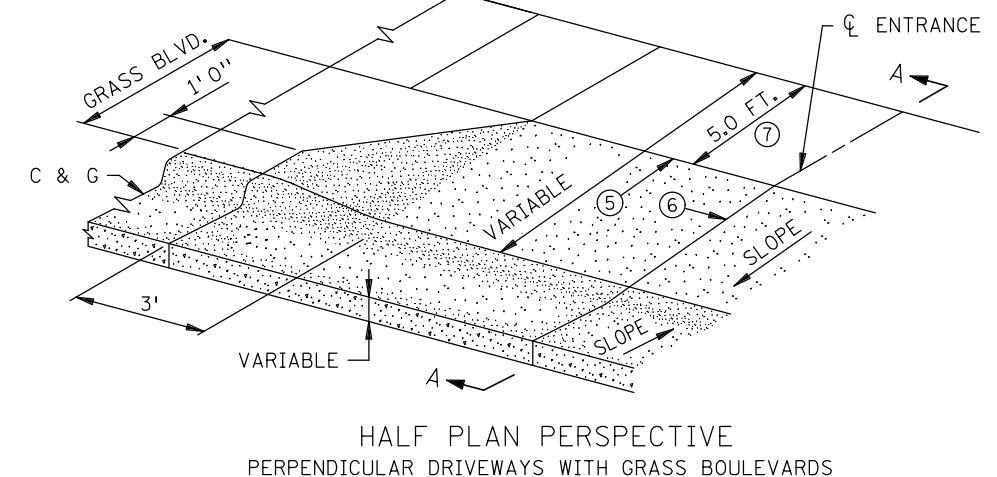 ℄ ENTRANCE
GRASS BLVD.
1' 0"
A
5.0 FT.
7
C & G
VARIABLE
5
6
SLOPE
3'
SLOPE
VARIABLE
A
HALF PLAN PERSPECTIVE
PERPENDICULAR DRIVEWAYS WITH GRASS BOULEVARDS